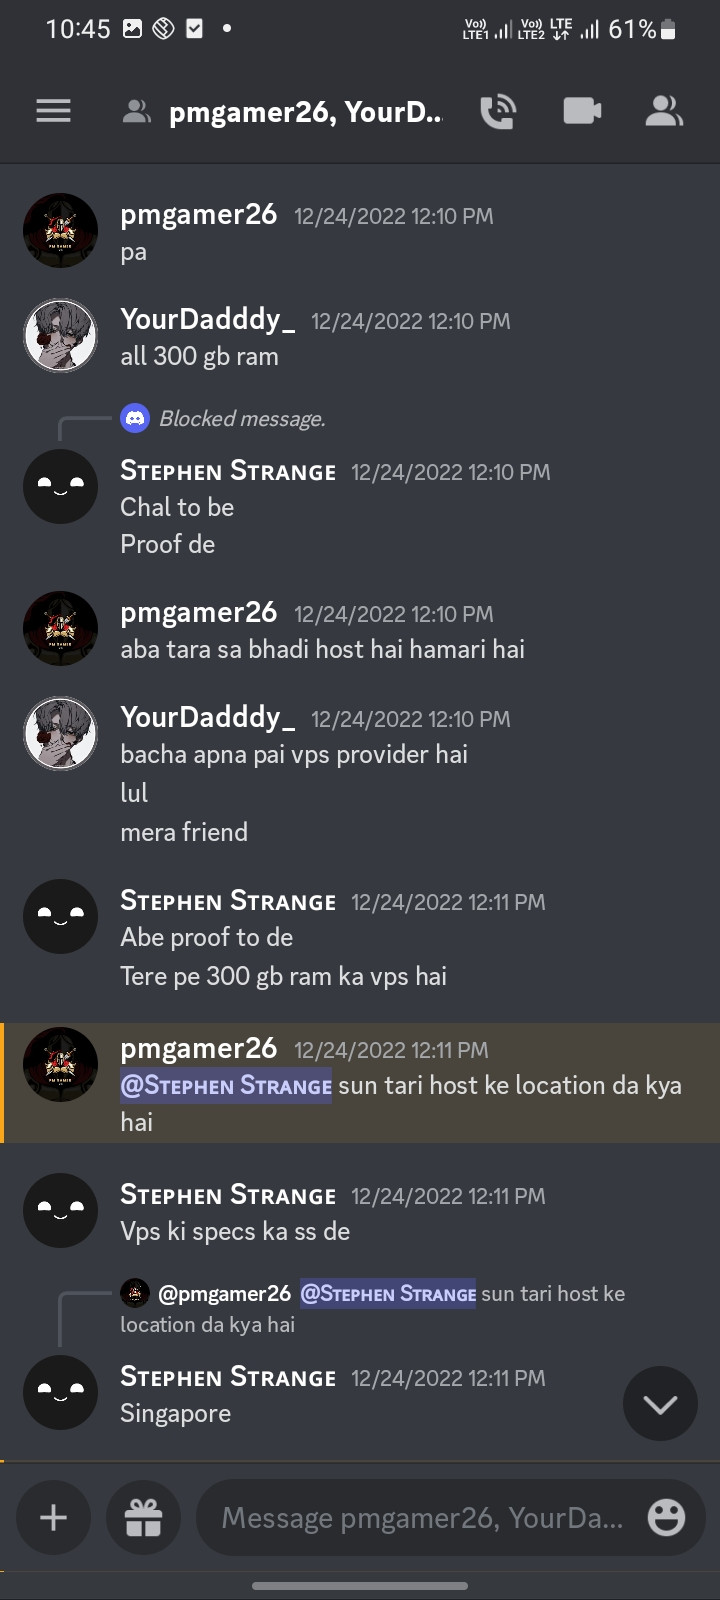 10:45
Vo)) LTE1 Vo)) LTE2 LTE 61%
pmgamer26, YourD...
pmgamer26 12/24/2022 12:10 PM
pa
YourDadddy_ 12/24/2022 12:10 PM
all 300 gb ram
Blocked message.
Stephen Strange 12/24/2022 12:10 PM
Chal to be
Proof de
pmgamer26 12/24/2022 12:10 PM
aba tara sa bhadi host hai hamari hai
YourDadddy_ 12/24/2022 12:10 PM
bacha apna pai vps provider hai
lul
mera friend
Stephen Strange 12/24/2022 12:11 PM
Abe proof to de
Tere pe 300 gb ram ka vps hai
pmgamer26 12/24/2022 12:11 PM
@Stephen Strange sun tari host ke location da kya
hai
Stephen Strange 12/24/2022 12:11 PM
Vps ki specs ka ss de
@pmgamer26 @Stephen Strange sun tari host ke
location da kya hai
Stephen Strange 12/24/2022 12:11 PM
Singapore
Message pmgamer26, YourDa...